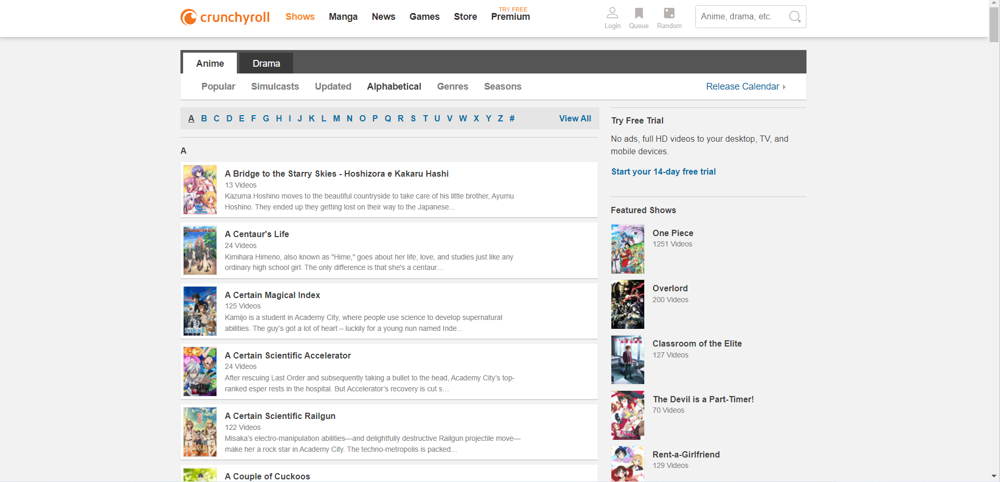 crunchyroll
Shows
Manga
News
Games
Store
TRY FREE
Premium
Login
Queue
Random
Anime, drama, etc.
Anime
Drama
Popular
Simulcasts
Updated
Alphabetical
Genres
Seasons
Release Calendar
A B C D E F G H I J K L M N O P Q R S T U V W X Y Z #
View All
A
A Bridge to the Starry Skies - Hoshizora e Kakaru Hashi
13 Videos
Kazuma Hoshino moves to the beautiful countryside to take care of his little brother, Ayumu
Hoshino. They ended up they getting lost on their way to the Japanese…
A Centaur's Life
24 Videos
Kimihara Himeno, also known as "Hime," goes about her life, love, and studies just like any
ordinary high school girl. The only difference is that she's a centaur…
A Certain Magical Index
125 Videos
Kamijo is a student in Academy City, where people use science to develop supernatural
abilities. The guy’s got a lot of heart – luckily for a young nun named Inde…
A Certain Scientific Accelerator
24 Videos
After rescuing Last Order and subsequently taking a bullet to the head, Academy City’s top-
ranked esper rests in the hospital. But Accelerator’s recovery is cut s…
A Certain Scientific Railgun
122 Videos
Misaka’s electro-manipulation abilities—and delightfully destructive Railgun projectile move—
make her a rock star in Academy City. The techno-metropolis is packed…
A Couple of Cuckoos
Try Free Trial
No ads, full HD videos to your desktop, TV, and
mobile devices.
Start your 14-day free trial
Featured Shows
One Piece
1251 Videos
Overlord
200 Videos
Classroom of the Elite
127 Videos
The Devil is a Part-Timer!
70 Videos
Rent-a-Girlfriend
129 Videos